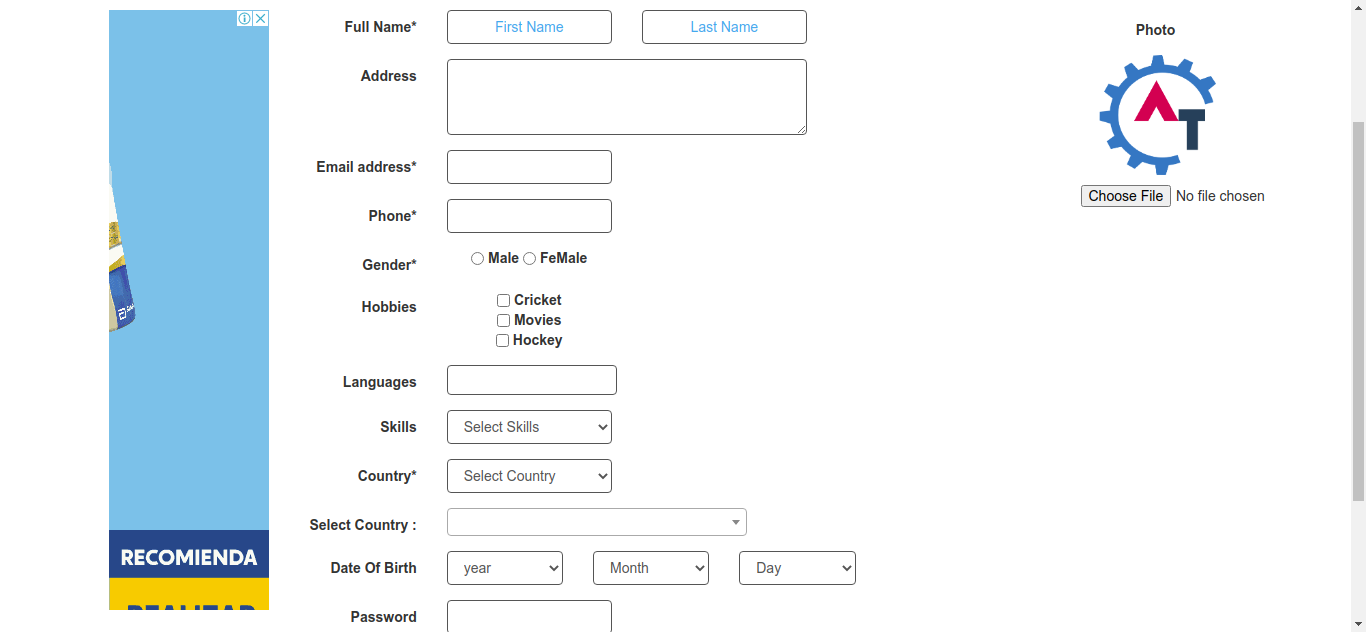 Full Name*
First Name
Last Name
Photo
Address
AT
Email address*
Choose File
No file chosen
Phone*
Gender*
Male
FeMale
Hobbies
Cricket
Movies
Hockey
Languages
Skills
Select Skills
Country*
Select Country
Select Country :
RECOMIENDA
Date Of Birth
year
Month
Day
Password